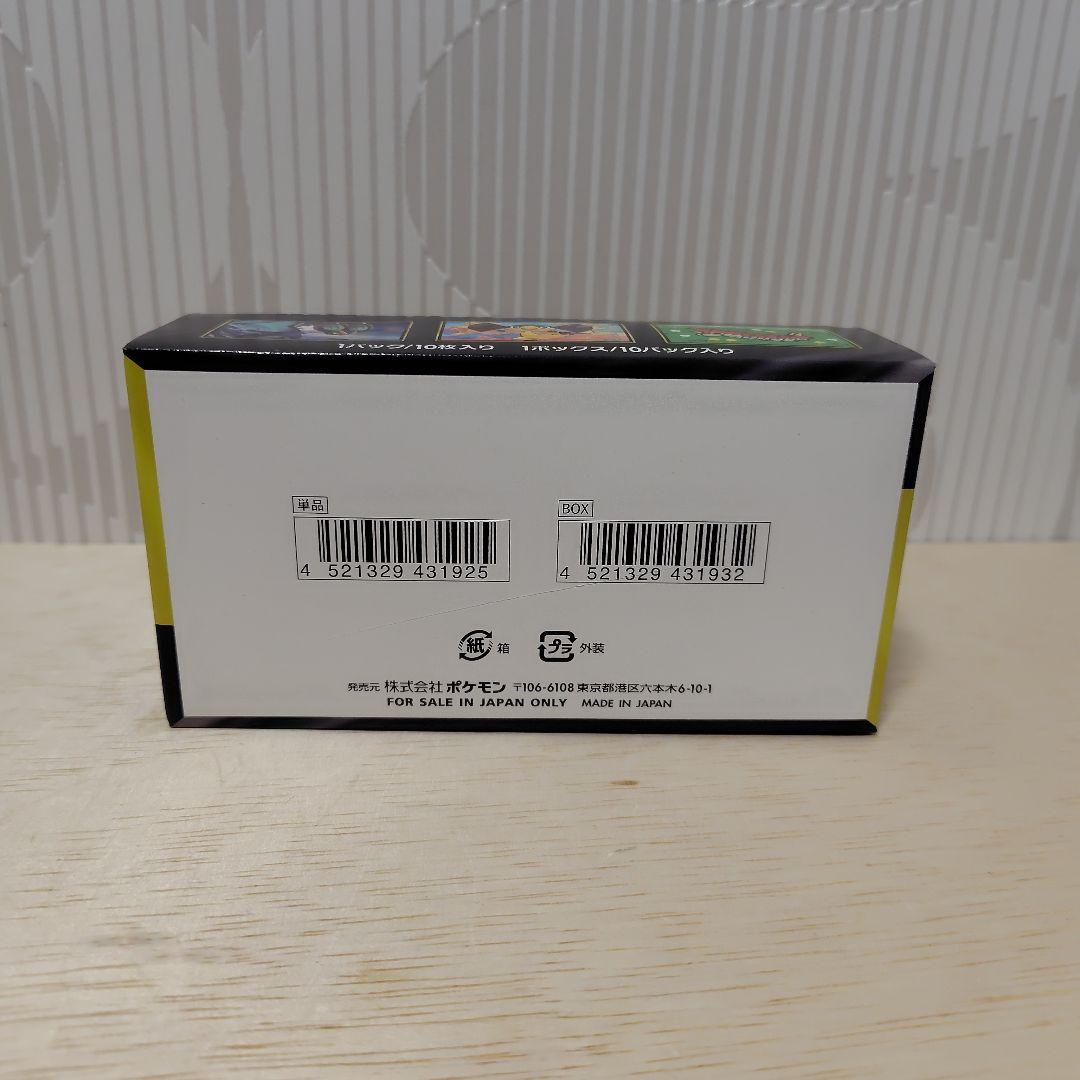 1パック/10枚入り　1ボックス/10パック入り
単品
4 521329 431925
BOX
4 521329 431932
紙 箱
プラ 外装
発売元 株式会社 ポケモン 〒106-6108 東京都港区六本木6-10-1
FOR SALE IN JAPAN ONLY MADE IN JAPAN